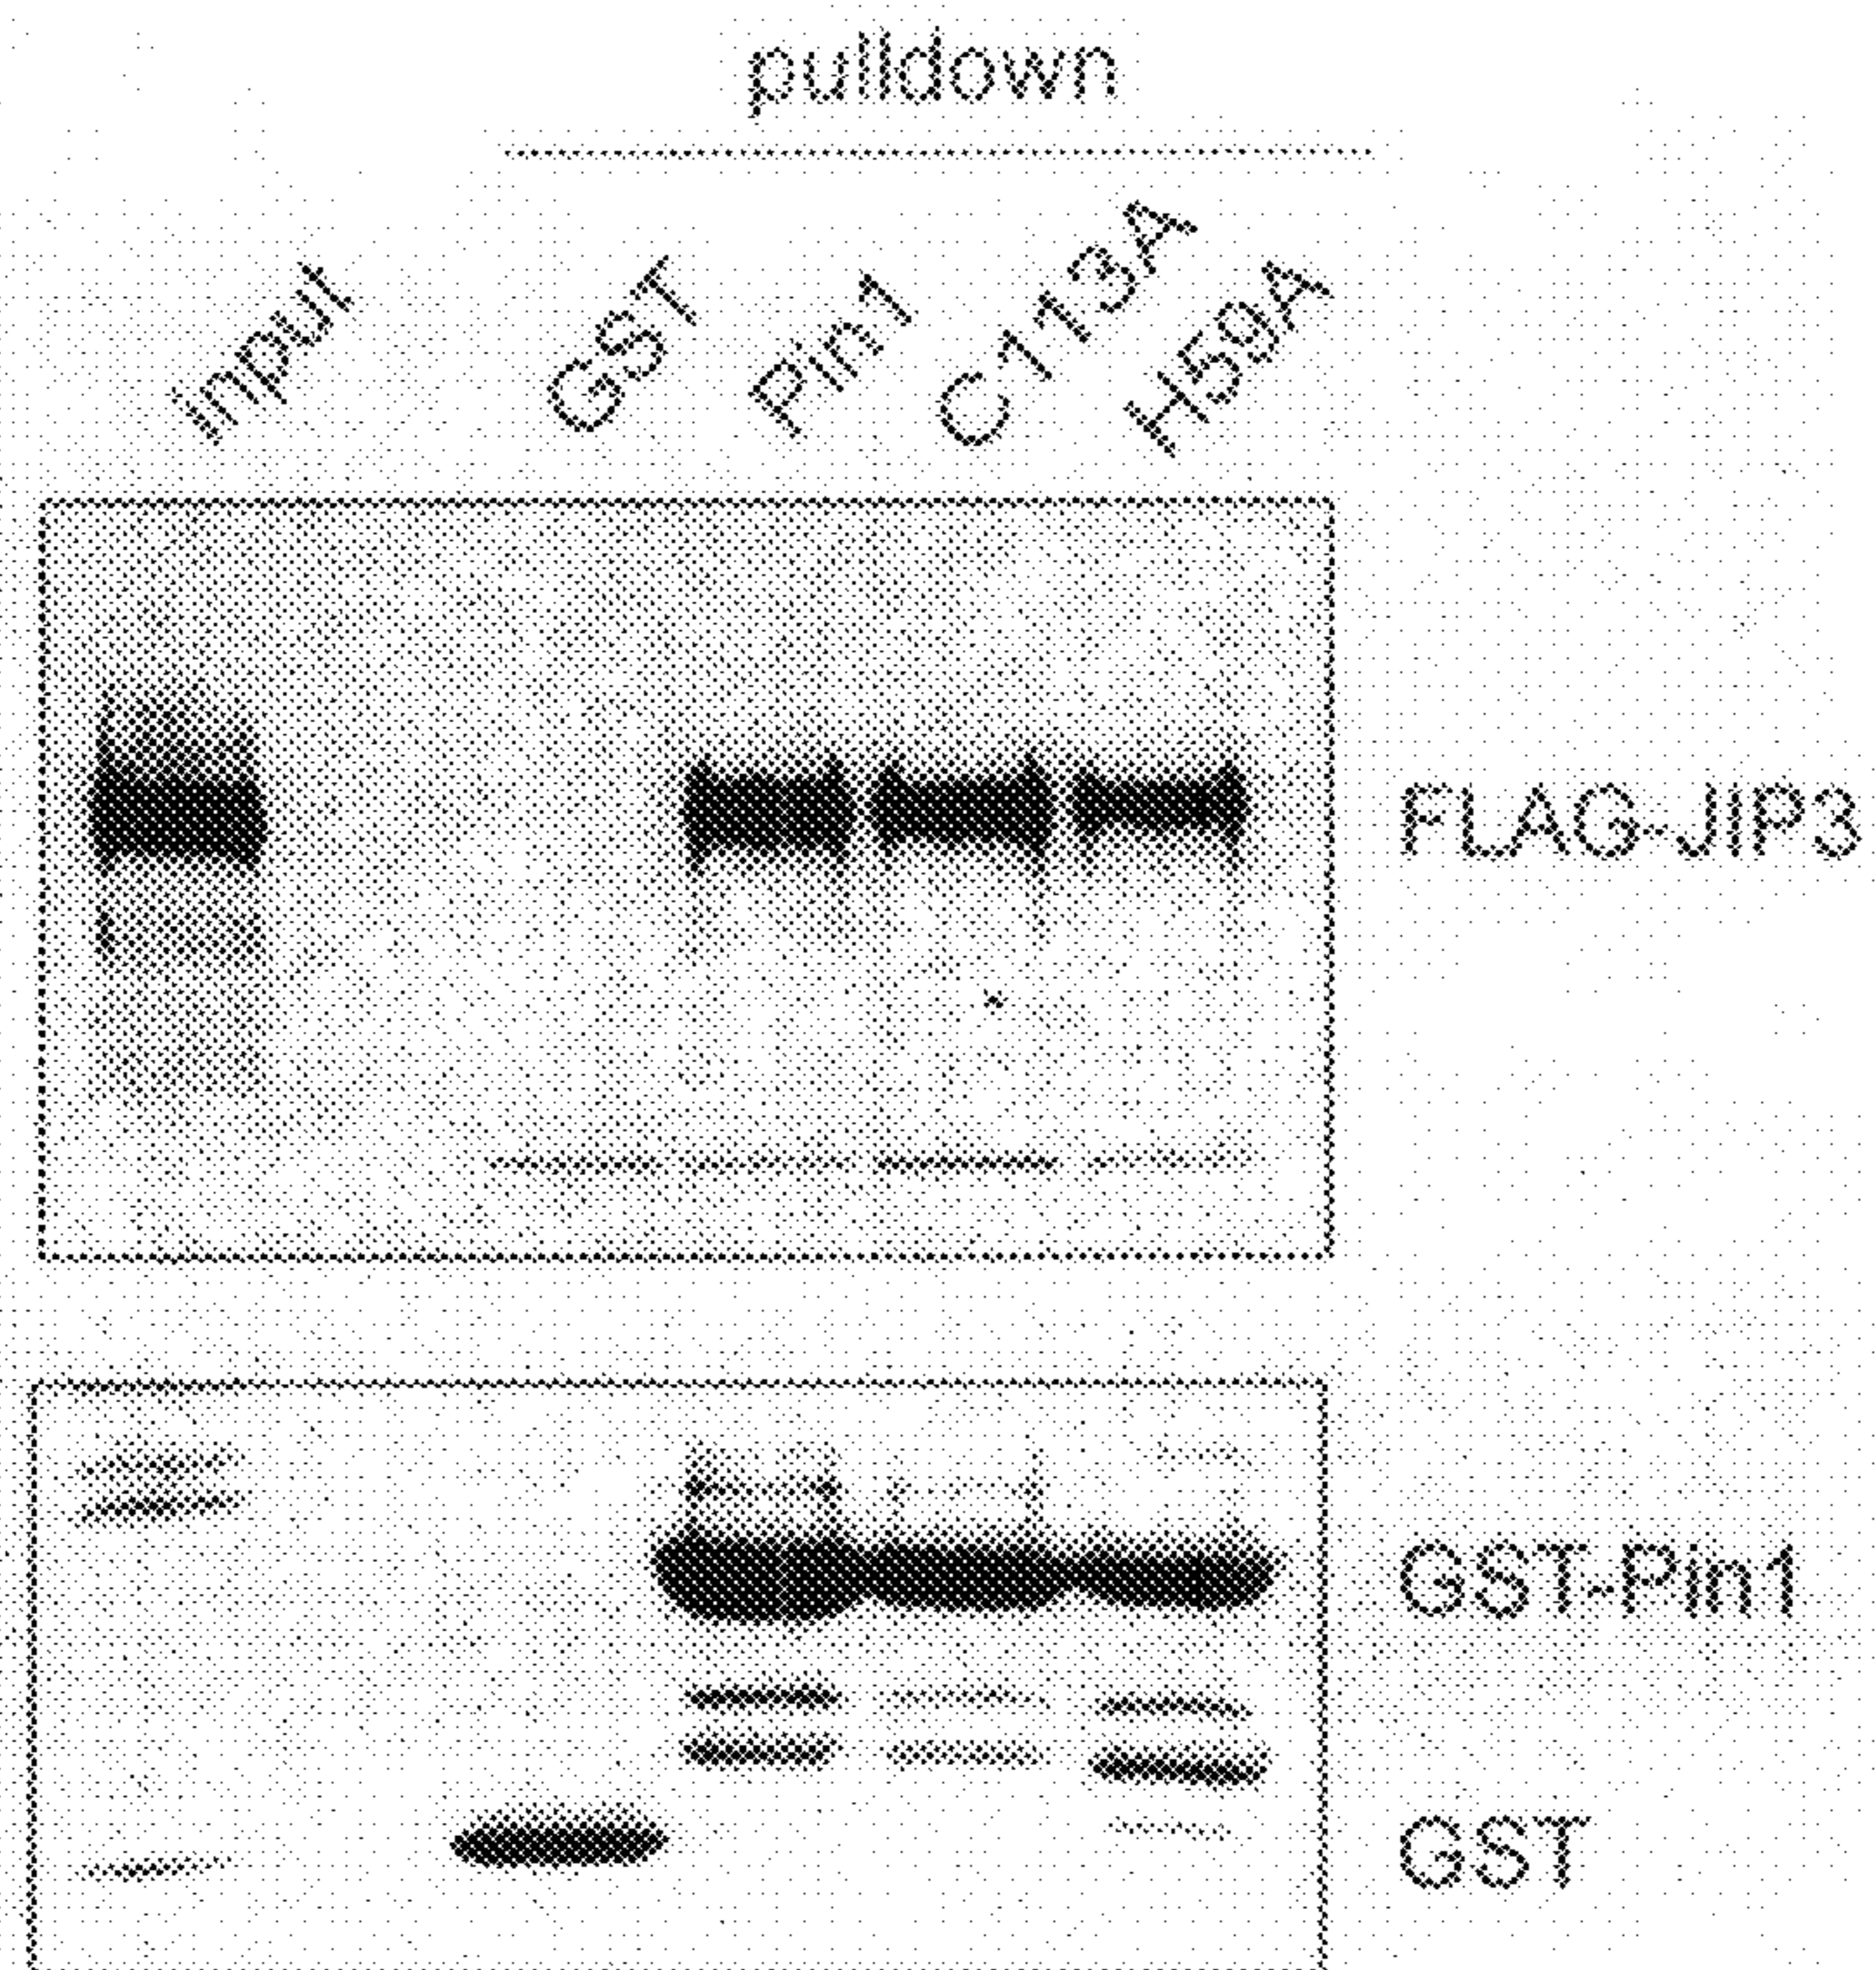 pulldown
input
GST
Pin1
C113A
H59A
FLAG-JIP3
GST-Pin1
GST